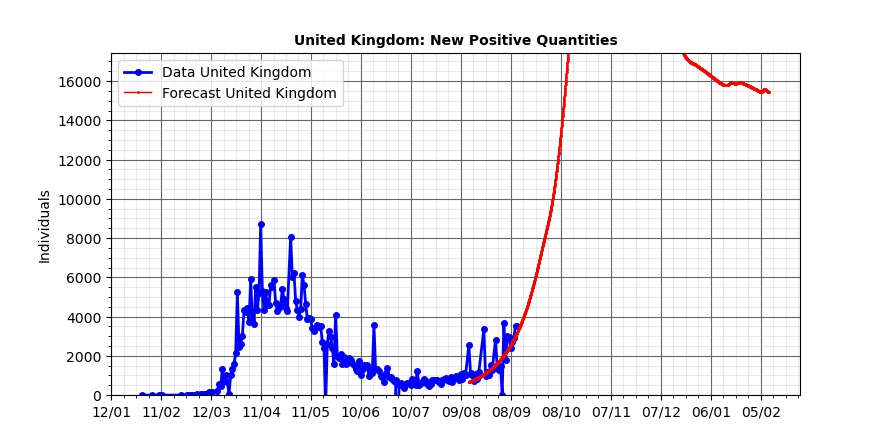 United Kingdom: New Positive Quantities
Data United Kingdom
Forecast United Kingdom
Individuals
16000
14000
12000
10000
8000
6000
4000
2000
0
12/01 11/02 12/03 11/04 11/05 10/06 10/07 09/08 08/09 08/10 07/11 07/12 06/01 05/02